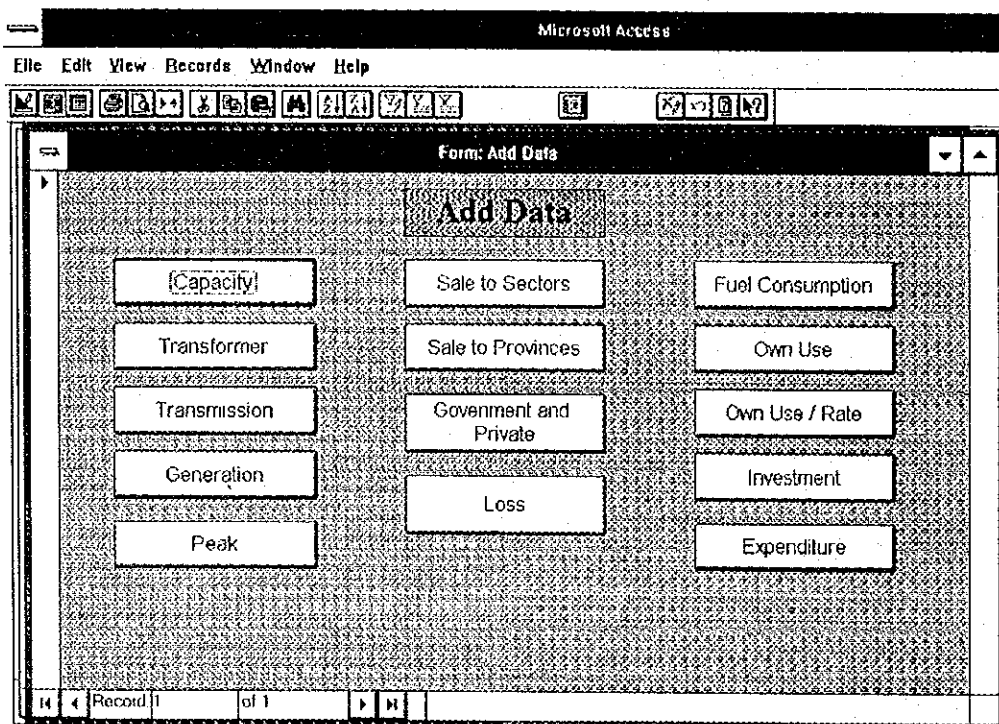 Microsoft Access
File Edit View Records Window Help
Form: Add Data
Add Data
Capacity
Transformer
Transmission
Generation
Peak
Sale to Sectors
Sale to Provinces
Govenment and
Private
Loss
Fuel Consumption
Own Use
Own Use / Rate
Investment
Expenditure
Record 1 of 1